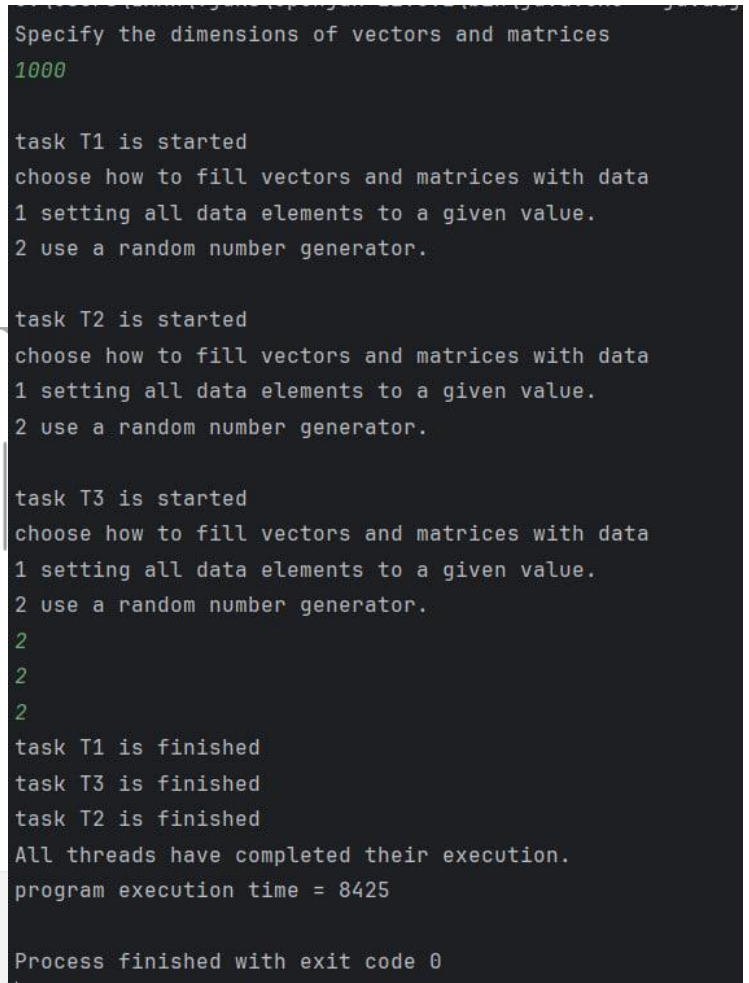 Specify the dimensions of vectors and matrices
1000
task T1 is started
choose how to fill vectors and matrices with data
1 setting all data elements to a given value.
2 use a random number generator.
task T2 is started
choose how to fill vectors and matrices with data
1 setting all data elements to a given value.
2 use a random number generator.
task T3 is started
choose how to fill vectors and matrices with data
1 setting all data elements to a given value.
2 use a random number generator.
2
2
2
task T1 is finished
task T3 is finished
task T2 is finished
All threads have completed their execution.
program execution time = 8425
Process finished with exit code 0